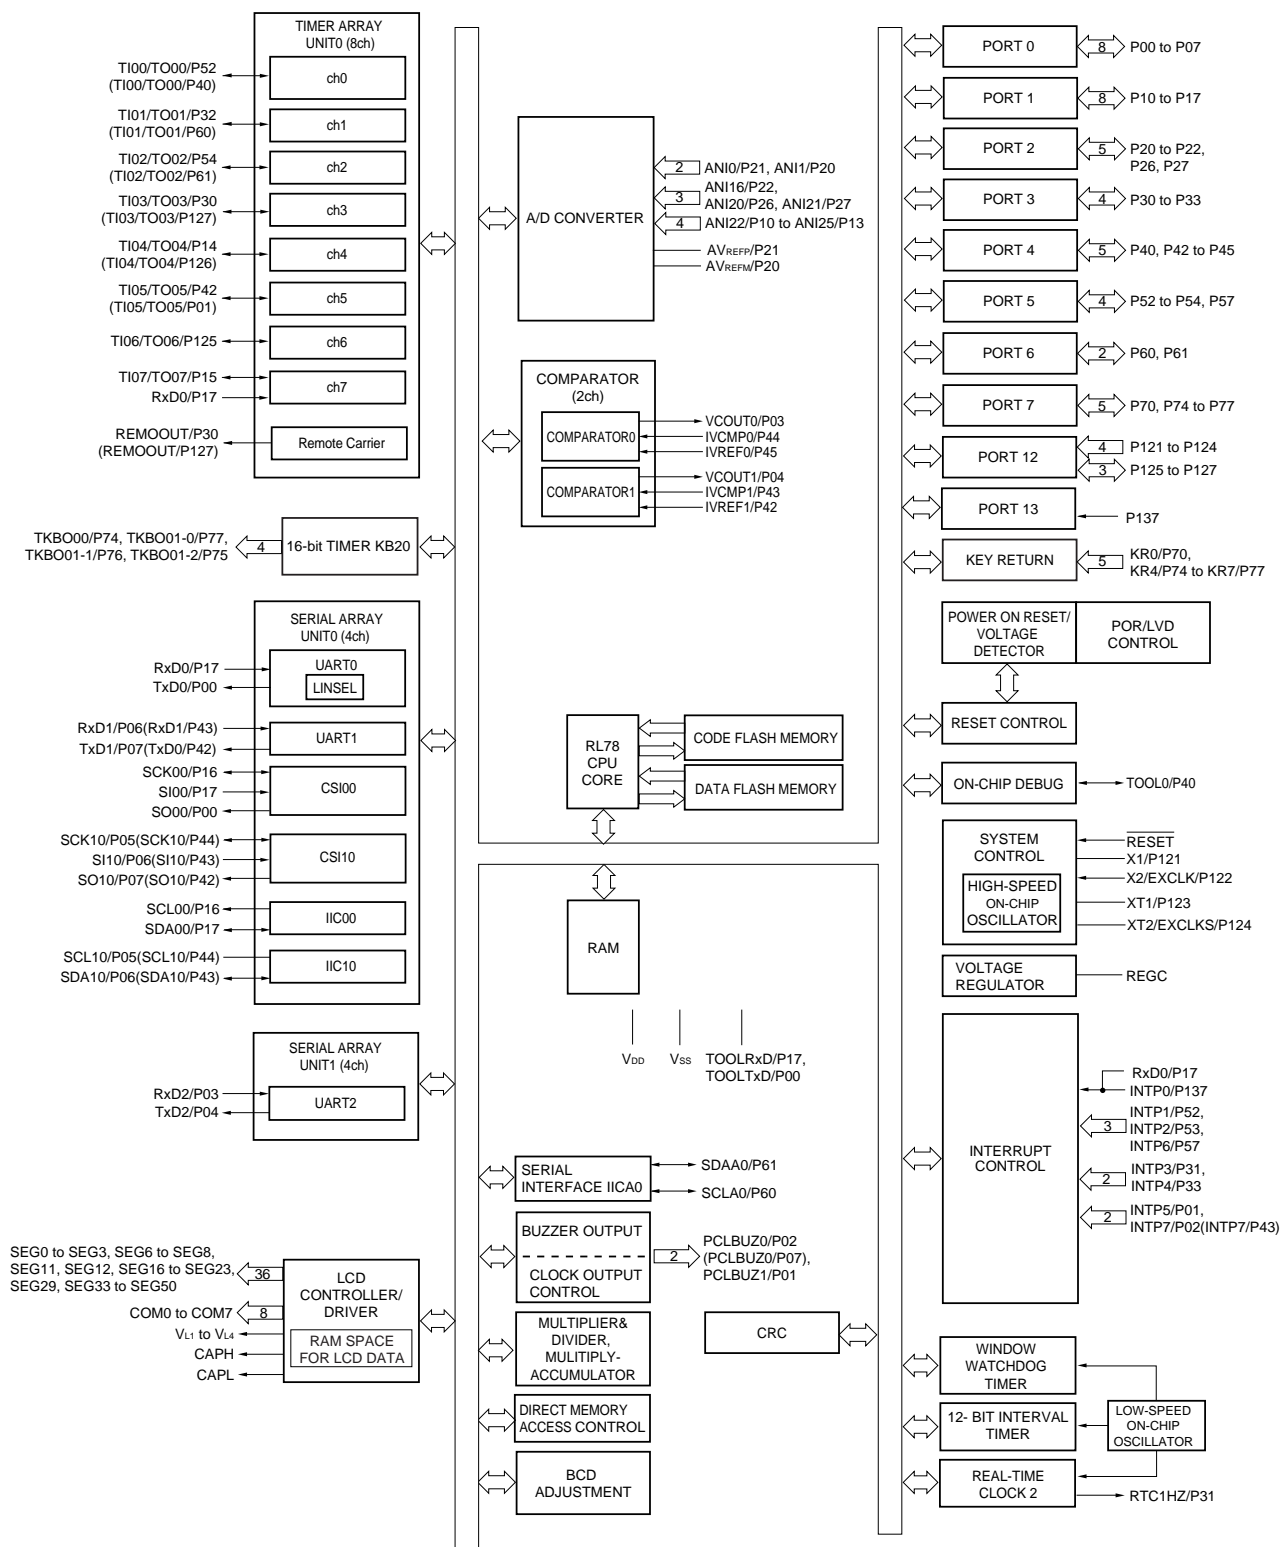 TIMER ARRAY
UNIT0 (8ch)
TI00/TO00/P52
(TI00/TO00/P40)
ch0
TI01/TO01/P32
(TI01/TO01/P60)
ch1
TI02/TO02/P54
(TI02/TO02/P61)
ch2
TI03/TO03/P30
(TI03/TO03/P127)
ch3
TI04/TO04/P14
(TI04/TO04/P126)
ch4
TI05/TO05/P42
(TI05/TO05/P01)
ch5
TI06/TO06/P125
ch6
TI07/TO07/P15
RxD0/P17
ch7
REMOOUT/P30
(REMOOUT/P127)
Remote Carrier
TKBO00/P74, TKBO01-0/P77,
TKBO01-1/P76, TKBO01-2/P75
4
16-bit TIMER KB20
SERIAL ARRAY
UNIT0 (4ch)
RxD0/P17
TxD0/P00
UART0
LINSEL
RxD1/P06(RxD1/P43)
TxD1/P07(TxD0/P42)
UART1
SCK00/P16
SI00/P17
SO00/P00
CSI00
SCK10/P05(SCK10/P44)
SI10/P06(SI10/P43)
SO10/P07(SO10/P42)
CSI10
SCL00/P16
SDA00/P17
IIC00
SCL10/P05(SCL10/P44)
SDA10/P06(SDA10/P43)
IIC10
SERIAL ARRAY
UNIT1 (4ch)
RxD2/P03
TxD2/P04
UART2
SEG0 to SEG3, SEG6 to SEG8,
SEG11, SEG12, SEG16 to SEG23,
SEG29, SEG33 to SEG50
36
COM0 to COM7
8
VL1 to VL4
CAPH
CAPL
LCD
CONTROLLER/
DRIVER
RAM SPACE
FOR LCD DATA
A/D CONVERTER
2
ANI0/P21, ANI1/P20
3
ANI16/P22,
ANI20/P26, ANI21/P27
4
ANI22/P10 to ANI25/P13
AVREFP/P21
AVREFM/P20
COMPARATOR
(2ch)
COMPARATOR0
VCOUT0/P03
IVCMP0/P44
IVREF0/P45
COMPARATOR1
VCOUT1/P04
IVCMP1/P43
IVREF1/P42
RL78
CPU
CORE
CODE FLASH MEMORY
DATA FLASH MEMORY
RAM
VDD
VSS
TOOLRxD/P17,
TOOLTxD/P00
SERIAL
INTERFACE IICA0
SDAA0/P61
SCLA0/P60
BUZZER OUTPUT
CLOCK OUTPUT
CONTROL
2
PCLBUZ0/P02
(PCLBUZ0/P07),
PCLBUZ1/P01
MULTIPLIER&
DIVIDER,
MULITIPLY-
ACCUMULATOR
DIRECT MEMORY
ACCESS CONTROL
BCD
ADJUSTMENT
CRC
PORT 0
8
P00 to P07
PORT 1
8
P10 to P17
PORT 2
5
P20 to P22,
P26, P27
PORT 3
4
P30 to P33
PORT 4
5
P40, P42 to P45
PORT 5
4
P52 to P54, P57
PORT 6
2
P60, P61
PORT 7
5
P70, P74 to P77
PORT 12
4
P121 to P124
3
P125 to P127
PORT 13
P137
KEY RETURN
5
KR0/P70,
KR4/P74 to KR7/P77
POWER ON RESET/
VOLTAGE
DETECTOR
POR/LVD
CONTROL
RESET CONTROL
ON-CHIP DEBUG
TOOL0/P40
SYSTEM
CONTROL
HIGH-SPEED
ON-CHIP
OSCILLATOR
RESET
X1/P121
X2/EXCLK/P122
XT1/P123
XT2/EXCLKS/P124
VOLTAGE
REGULATOR
REGC
INTERRUPT
CONTROL
RxD0/P17
INTP0/P137
3
INTP1/P52,
INTP2/P53,
INTP6/P57
2
INTP3/P31,
INTP4/P33
2
INTP5/P01,
INTP7/P02(INTP7/P43)
WINDOW
WATCHDOG
TIMER
12- BIT INTERVAL
TIMER
LOW-SPEED
ON-CHIP
OSCILLATOR
REAL-TIME
CLOCK 2
RTC1HZ/P31